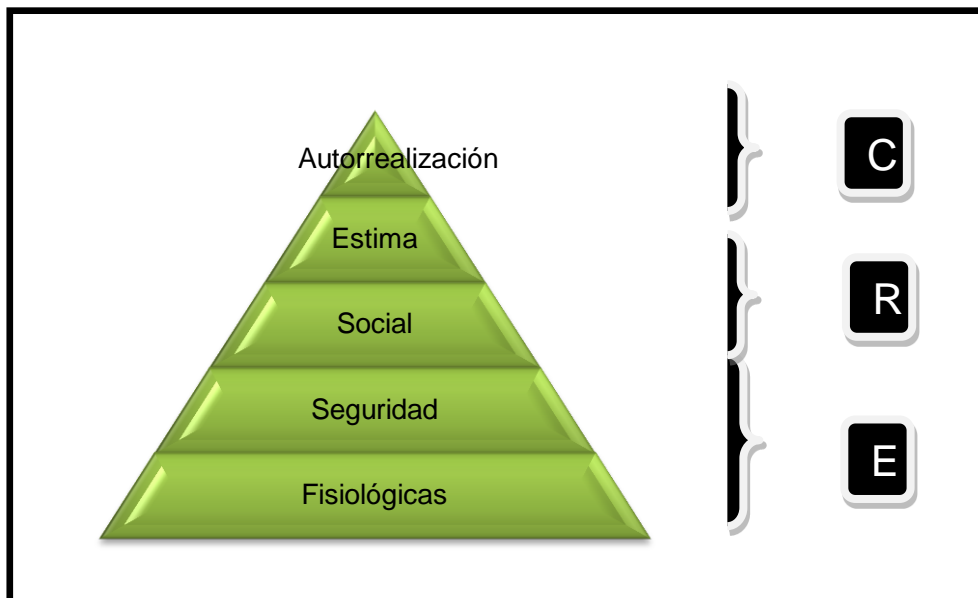 Autorrealización
C
Estima
R
Social
Seguridad
E
Fisiológicas